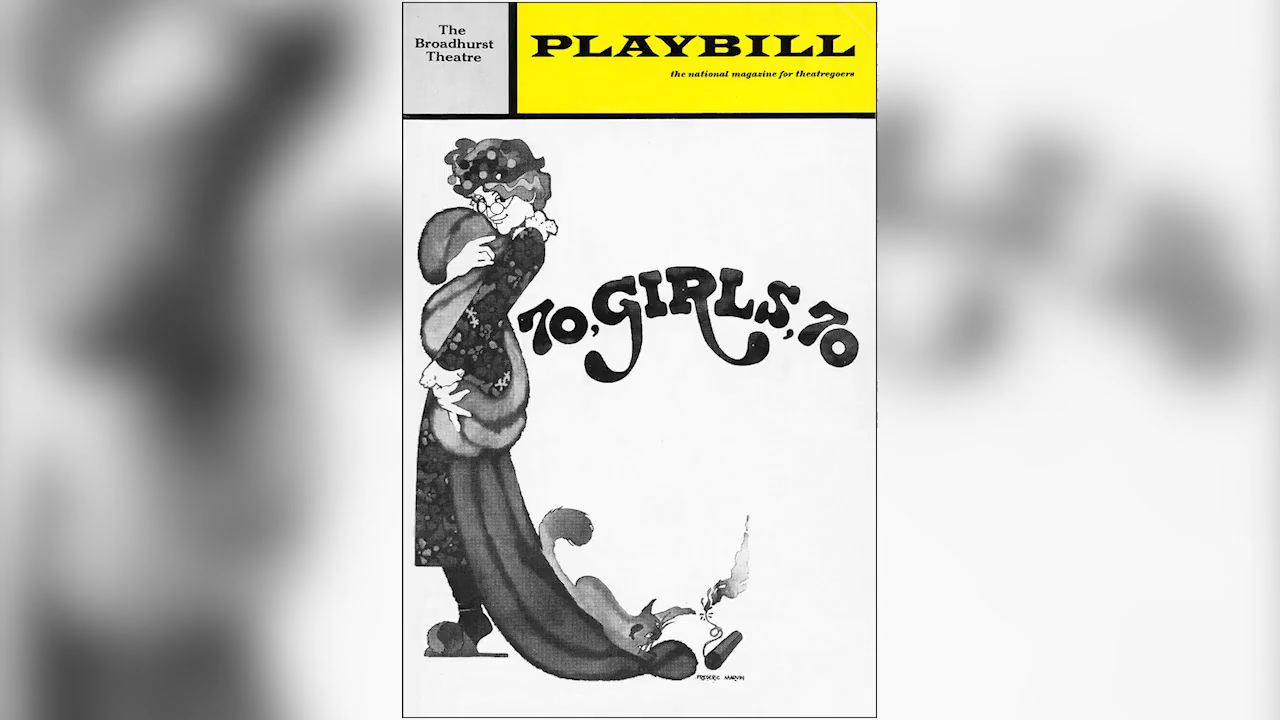 The
Broadhurst
Theatre
PLAYBILL
the national magazine for theatregoers
70, GIRLS, 70
FREDERIC MARVIN